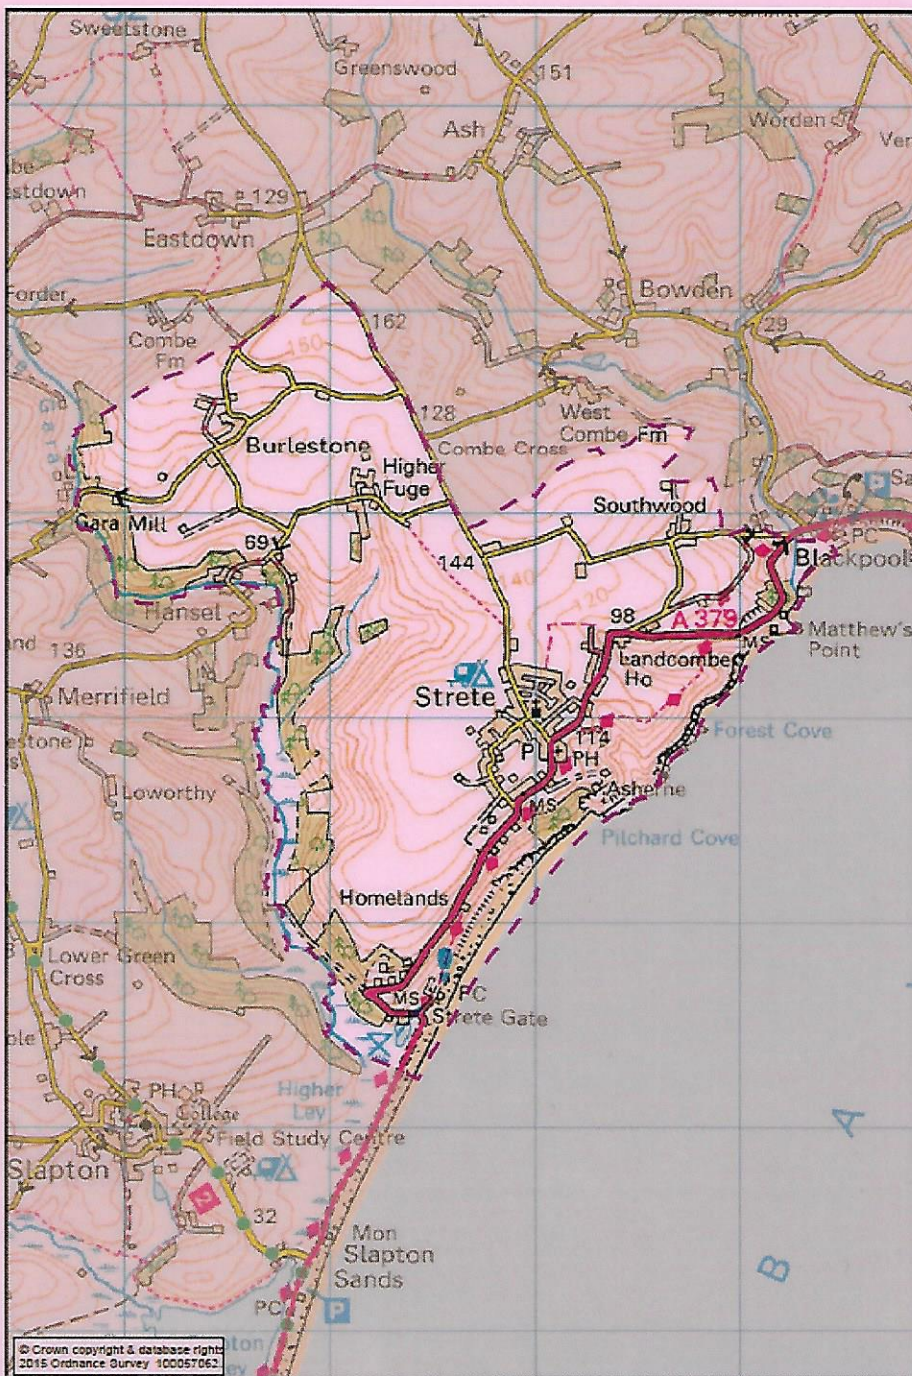 Sweetstone
Greenswood
151
Ash
Worden
129
Eastdown
Bowden
162
29
150
Combe
Fm
128
West
Combe Fm
Combe Cross
Burlestone
Higher
Fuge
Southwood
PC
Gara Mill
69
144
140
120
Blackpool
Hansel
98
A 379
MS
Matthew's
Point
136
Merrifield
Landcombe
Ho
Strete
Forest Cove
114
P
PH
Loworthy
MS
Asherne
Pilchard Cove
Homelands
Lower Green
Cross
MS
PC
Strete Gate
Higher
Ley
PH
College
Field Study Centre
Slapton
2
32
A
Mon
Slapton
Sands
B
PC
P
© Crown copyright & database rights
2015 Ordnance Survey 100057062